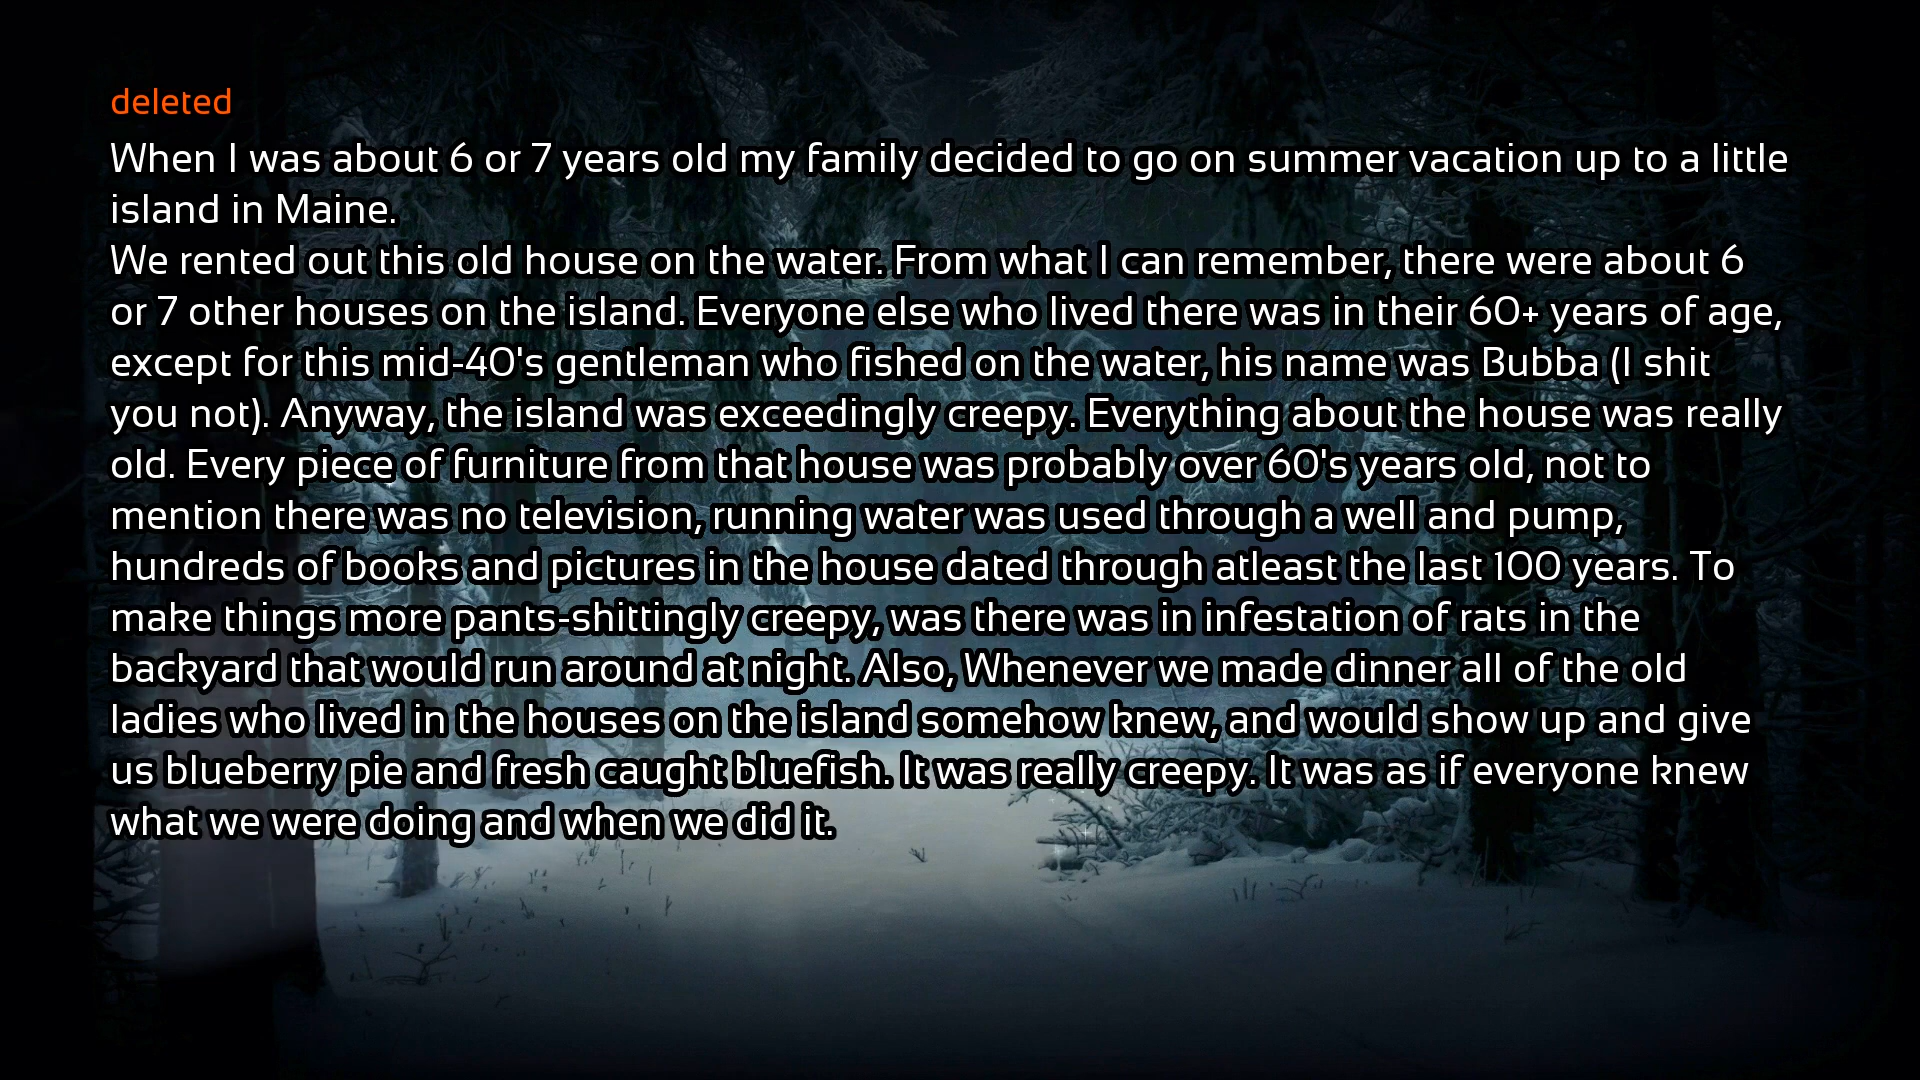 deleted
When I was about 6 or 7 years old my family decided to go on summer vacation up to a little
island in Maine.
We rented out this old house on the water. From what I can remember, there were about 6
or 7 other houses on the island. Everyone else who lived there was in their 60+ years of age,
except for this mid-40's gentleman who fished on the water, his name was Bubba (I shit
you not). Anyway, the island was exceedingly creepy. Everything about the house was really
old. Every piece of furniture from that house was probably over 60's years old, not to
mention there was no television, running water was used through a well and pump,
hundreds of books and pictures in the house dated through atleast the last 100 years. To
make things more pants-shittingly creepy, was there was in infestation of rats in the
backyard that would run around at night. Also, Whenever we made dinner all of the old
ladies who lived in the houses on the island somehow knew, and would show up and give
us blueberry pie and fresh caught bluefish. It was really creepy. It was as if everyone knew
what we were doing and when we did it.